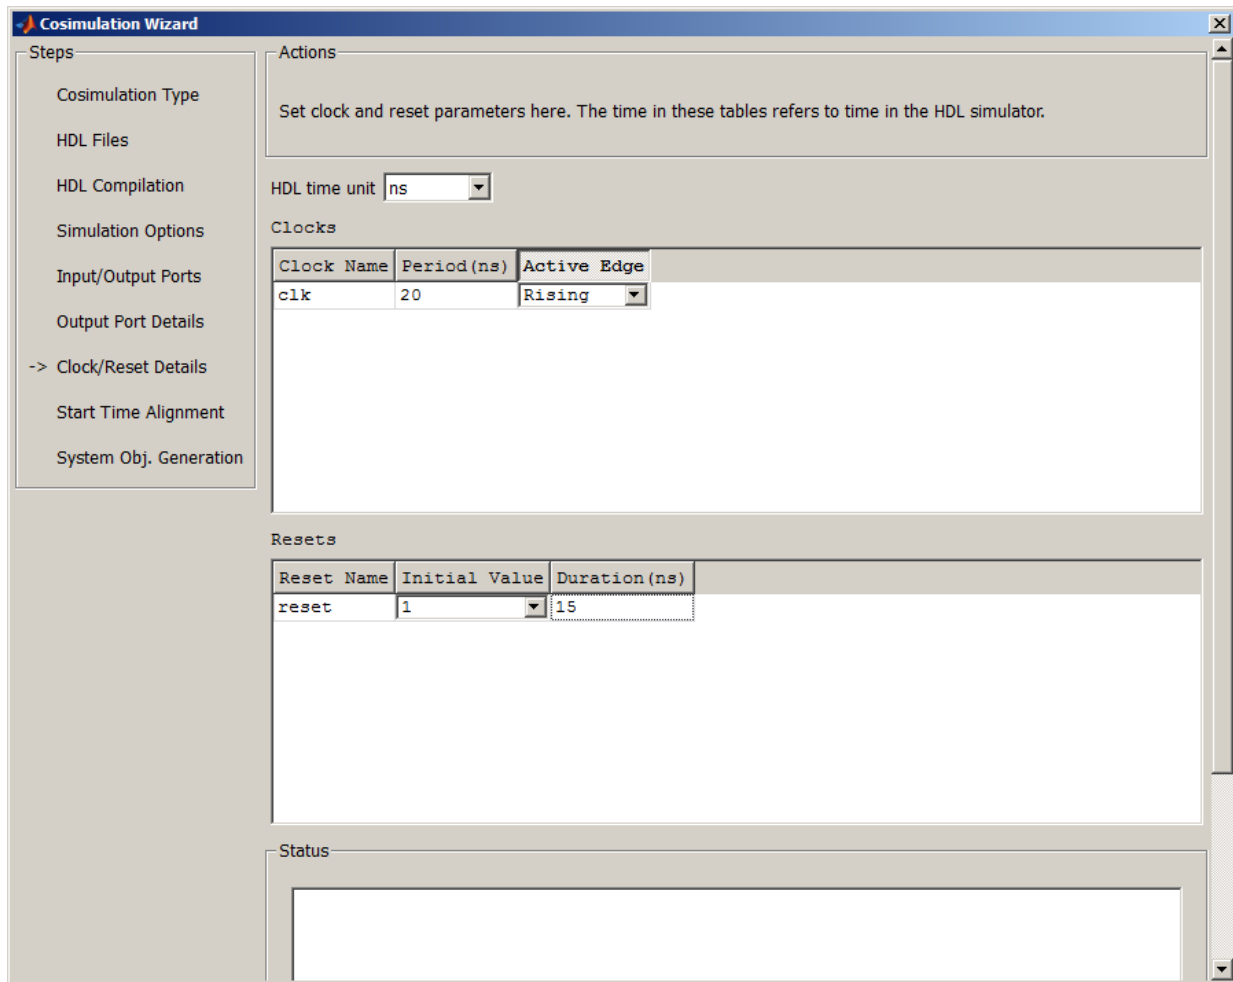 Cosimulation Wizard
Steps
Cosimulation Type
HDL Files
HDL Compilation
Simulation Options
Input/Output Ports
Output Port Details
-> Clock/Reset Details
Start Time Alignment
System Obj. Generation
Actions
Set clock and reset parameters here. The time in these tables refers to time in the HDL simulator.
HDL time unit ns
Clocks
Clock Name Period(ns) Active Edge
clk 20 Rising
Resets
Reset Name Initial Value Duration(ns)
reset 1 15
Status